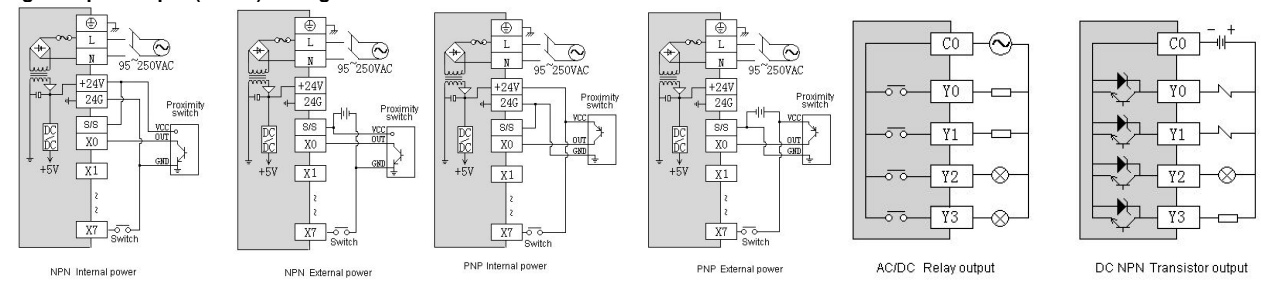 L
N
95~250VAC
+24V
24G
Proximity switch
S/S
VCC
OUT
X0
GND
DC
DC
+5V
X1
X7
Switch
NPN Internal power
L
N
95~250VAC
+24V
24G
Proximity switch
S/S
VCC
OUT
X0
GND
DC
DC
+5V
X1
X7
Switch
NPN External power
L
N
95~250VAC
+24V
24G
Proximity switch
S/S
VCC
OUT
X0
GND
DC
DC
+5V
X1
X7
Switch
PNP Internal power
L
N
95~250VAC
+24V
24G
Proximity switch
S/S
VCC
OUT
X0
GND
DC
DC
+5V
X1
X7
Switch
PNP External power
C0
Y0
Y1
Y2
Y3
AC/DC Relay output
- +
C0
Y0
Y1
Y2
Y3
DC NPN Transistor output